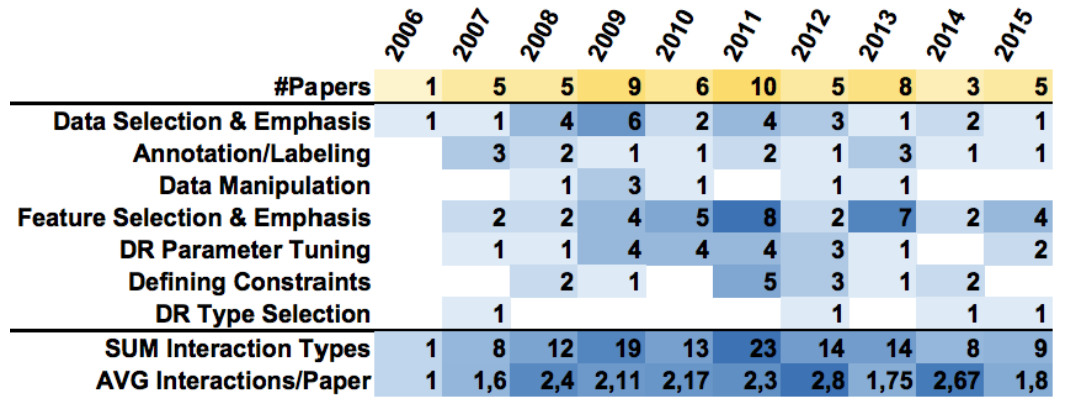 2006 2007 2008 2009 2010 2011 2012 2013 2014 2015
#Papers 1 5 5 9 6 10 5 8 3 5
Data Selection & Emphasis 1 1 4 6 2 4 3 1 2 1
Annotation/Labeling 3 2 1 1 2 1 3 1 1
Data Manipulation 1 3 1 1 1
Feature Selection & Emphasis 2 2 4 5 8 2 7 2 4
DR Parameter Tuning 1 1 4 4 4 3 1 2
Defining Constraints 2 1 5 3 1 2
DR Type Selection 1 1 1 1
SUM Interaction Types 1 8 12 19 13 23 14 14 8 9
AVG Interactions/Paper 1 1,6 2,4 2,11 2,17 2,3 2,8 1,75 2,67 1,8